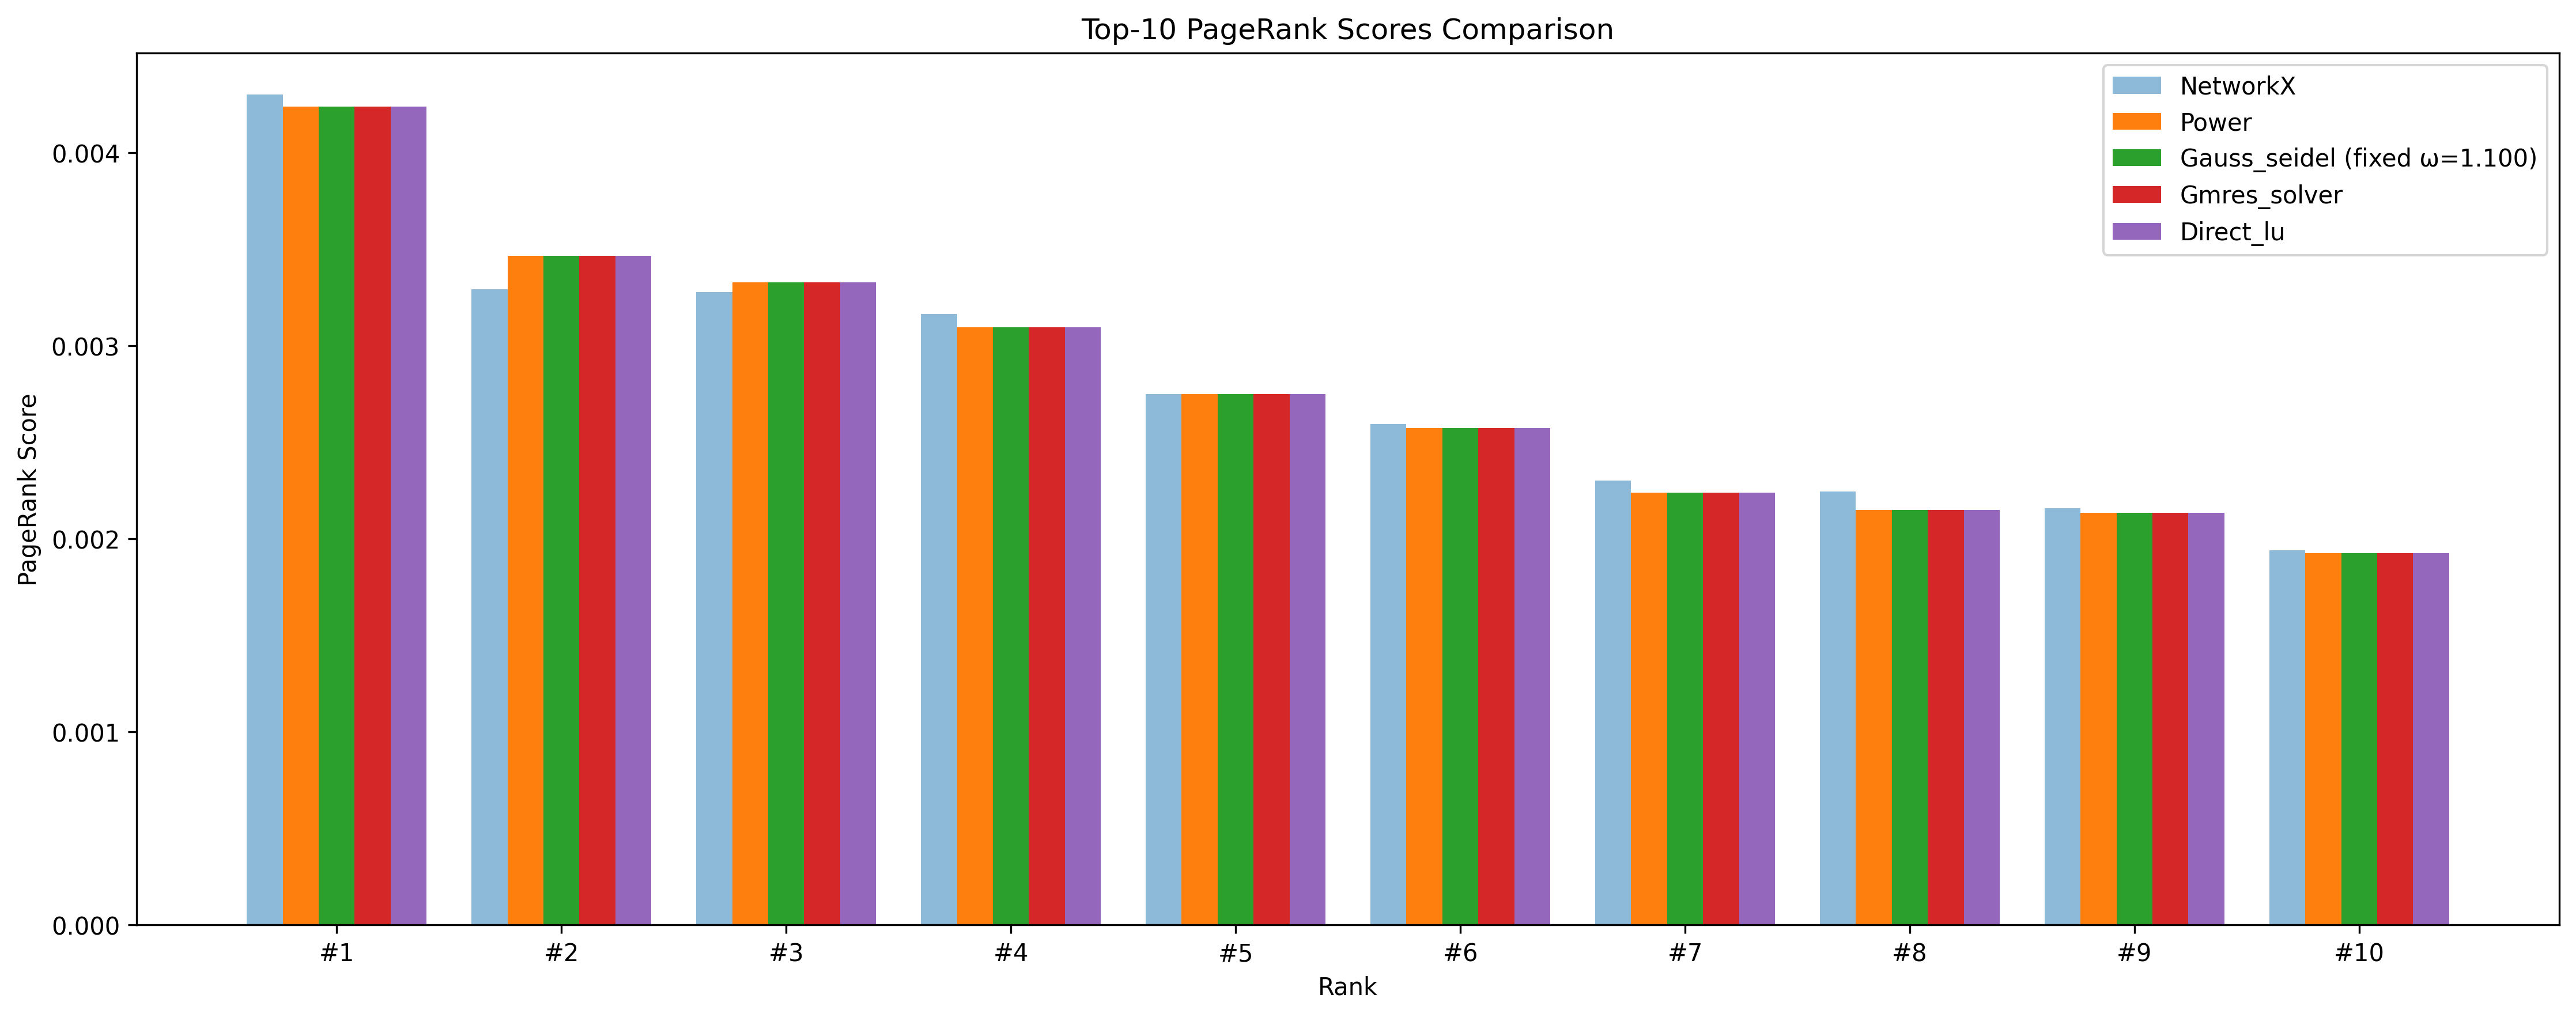 Top-10 PageRank Scores Comparison
NetworkX
Power
Gauss_seidel (fixed ω=1.100)
Gmres_solver
Direct_lu
PageRank Score
0.004
0.003
0.002
0.001
0.000
#1 #2 #3 #4 #5 #6 #7 #8 #9 #10
Rank